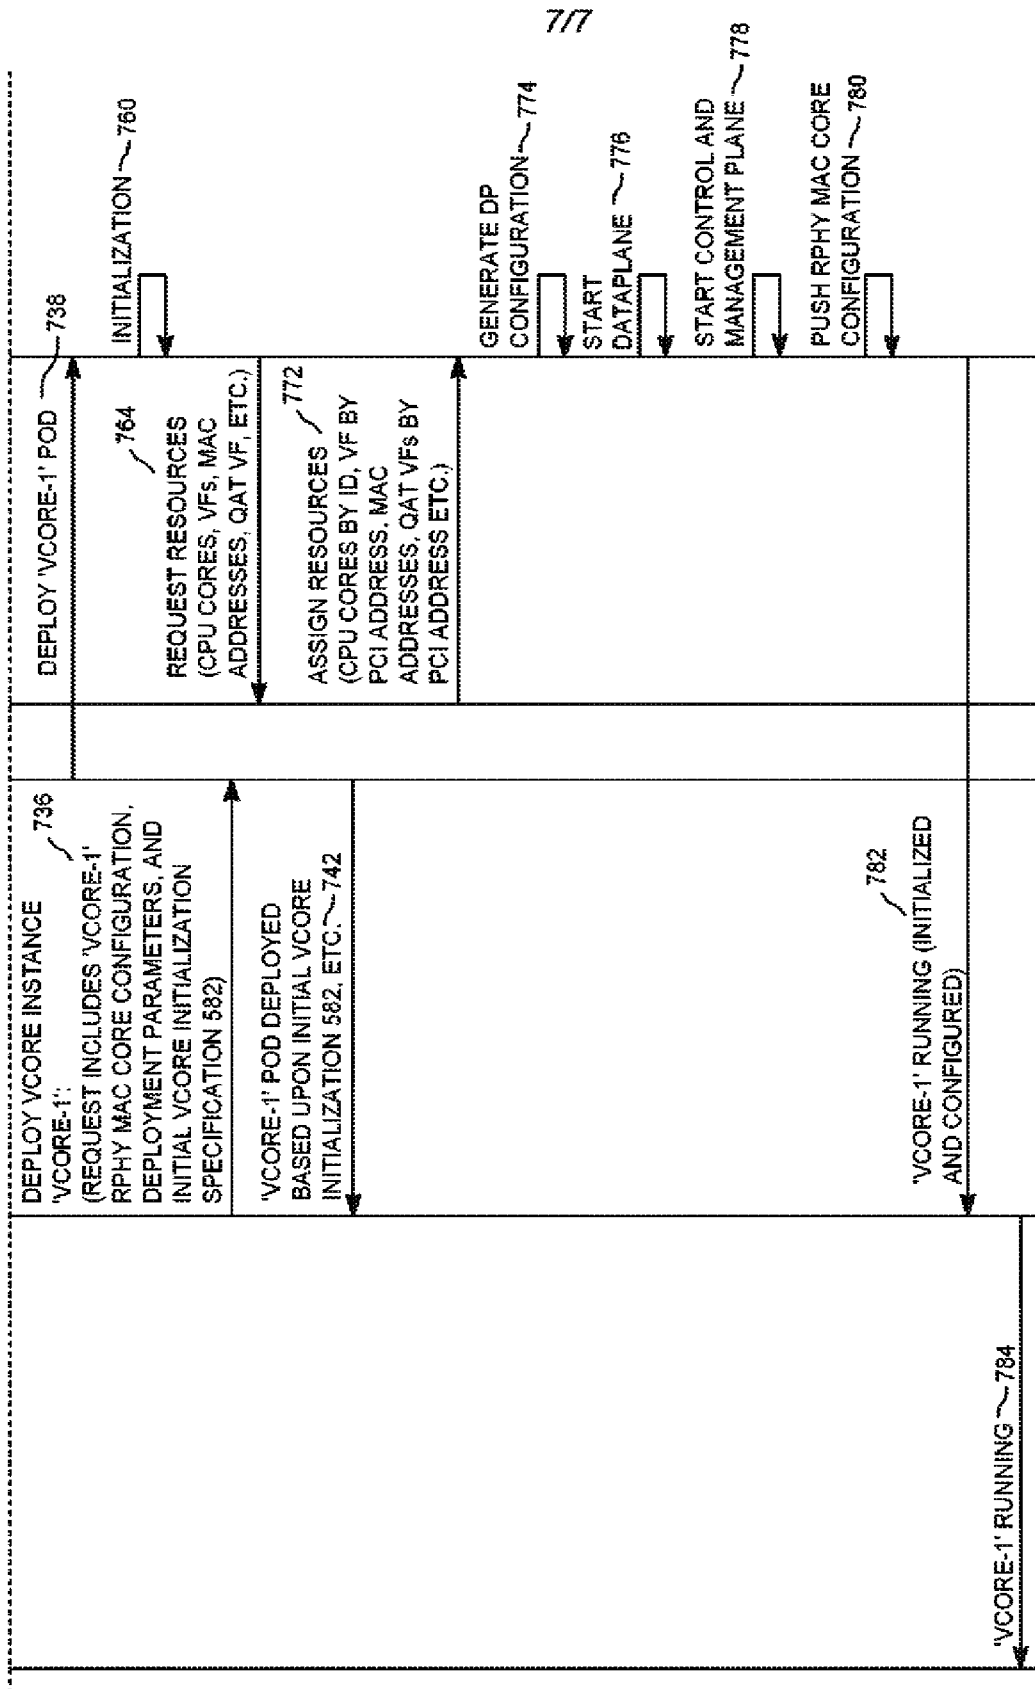 7/7
DEPLOY VCORE INSTANCE
'VCORE-1':
736
(REQUEST INCLUDES 'VCORE-1'
RPHY MAC CORE CONFIGURATION,
DEPLOYMENT PARAMETERS, AND
INITIAL VCORE INITIALIZATION
SPECIFICATION 582)
DEPLOY 'VCORE-1' POD 738
INITIALIZATION 760
'VCORE-1' POD DEPLOYED
BASED UPON INITIAL VCORE
INITIALIZATION 582, ETC. 742
764
REQUEST RESOURCES
(CPU CORES, VFs, MAC
ADDRESSES, QAT VF, ETC.)
772
ASSIGN RESOURCES
(CPU CORES BY ID, VF BY
PCI ADDRESS, MAC
ADDRESSES, QAT VFs BY
PCI ADDRESS ETC.)
GENERATE DP
CONFIGURATION 774
START
DATAPLANE 776
START CONTROL AND
MANAGEMENT PLANE 778
PUSH RPHY MAC CORE
CONFIGURATION 780
782
'VCORE-1' RUNNING (INITIALIZED
AND CONFIGURED)
'VCORE-1' RUNNING 784